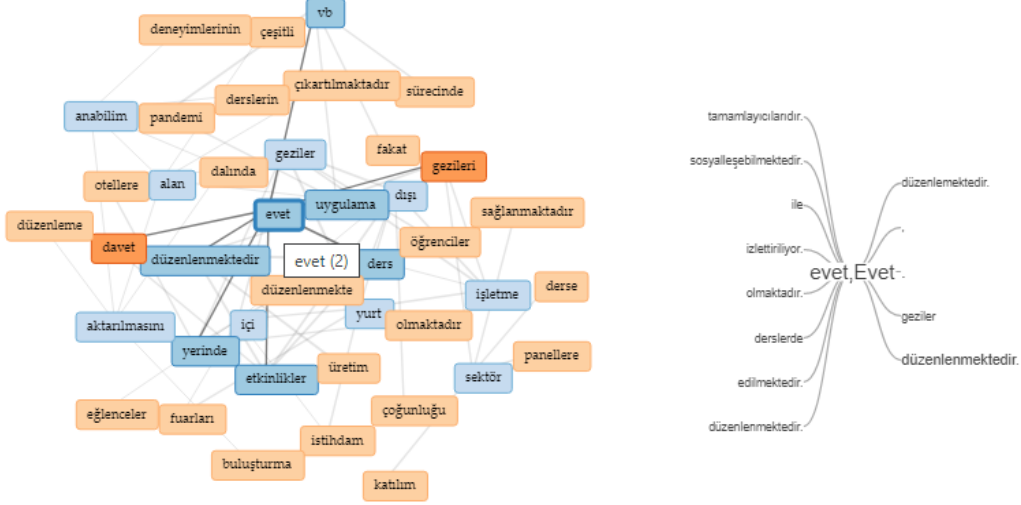 vb
deneyimlerinin
çeşitli
çıkartılmaktadır
sürecinde
derslerin
anabilim
pandemi
fakat
geziler
gezileri
dalında
otellere
alan
dışı
uygulama
evet
sağlanmaktadır
düzenleme
davet
öğrenciler
düzenlenmektedir
evet (2)
ders
düzenlenmekte
işletme
derse
yurt
aktarılmasını
içi
olmaktadır
yerinde
panellere
üretim
etkinlikler
sektör
eğlenceler
fuarları
çoğunluğu
istihdam
buluşturma
katılım
tamamlayıcılarıdır.
sosyalleşebilmektedir.
ile
izlettiriliyor.
olmaktadır.
derslerde
edilmektedir.
düzenlenmektedir.
evet,Evet
düzenlemektedir.
,
.
geziler
düzenlenmektedir.